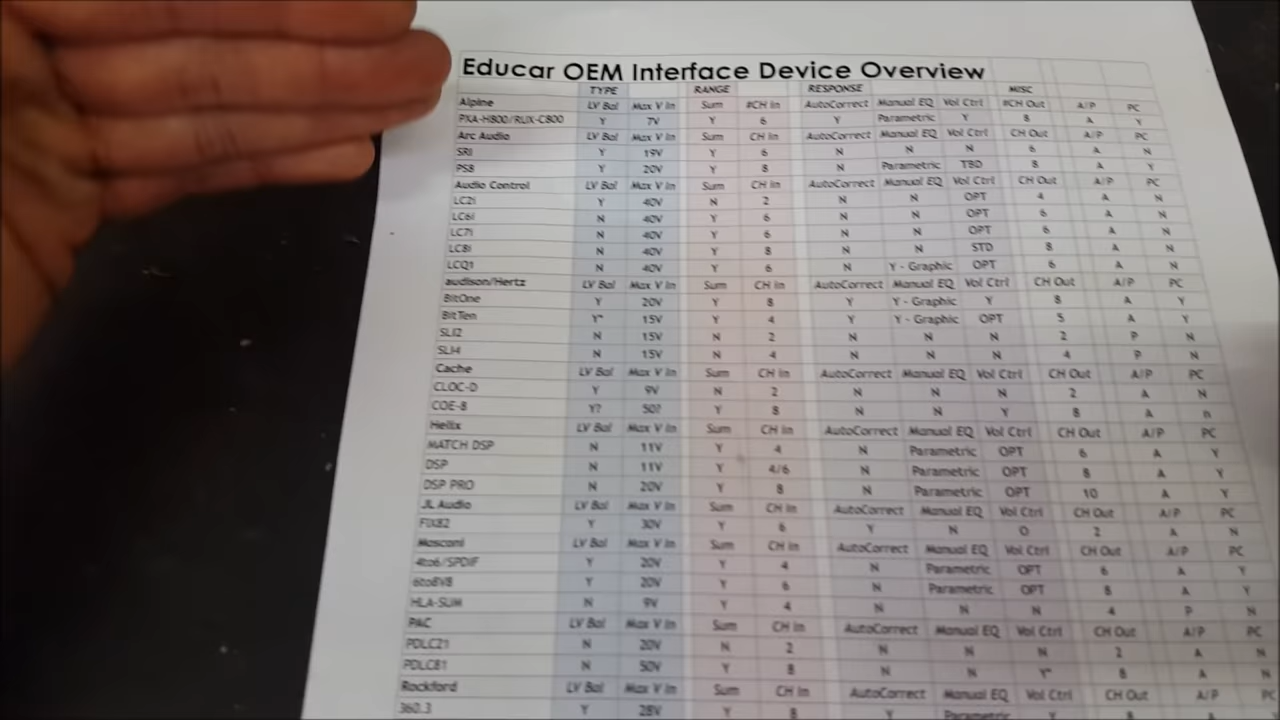 Educar OEM Interface Device Overview
TYPE RANGE RESPONSE MISC
Alpine LV Bal Max V In Sum #CH In AutoCorrect Manual EQ Vol Ctrl #CH Out A/P PC
PXA-H800/RUX-C800 Y 7V Y 6 Y Parametric Y 8 A Y
Arc Audio LV Bal Max V In Sum CH In AutoCorrect Manual EQ Vol Ctrl CH Out A/P PC
SRI Y 19V Y 6 N N N 6 A N
PS8 Y 20V Y 8 N Parametric TBD 8 A Y
Audio Control LV Bal Max V In Sum CH In AutoCorrect Manual EQ Vol Ctrl CH Out A/P PC
LC2i Y 40V N 2 N N OPT 4 A N
LC6i N 40V Y 6 N N OPT 6 A N
LC7i N 40V Y 6 N N OPT 6 A N
LC8i N 40V Y 8 N N STD 8 A N
LCQ1 N 40V Y 6 N Y - Graphic OPT 6 A N
audison/Hertz LV Bal Max V In Sum CH In AutoCorrect Manual EQ Vol Ctrl CH Out A/P PC
BitOne Y 20V Y 8 Y Y - Graphic Y 8 A Y
BitTen Y* 15V Y 4 Y Y - Graphic OPT 5 A Y
SLI2 N 15V N 2 N N N 2 P N
SLI4 N 15V N 4 N N N 4 P N
Cache LV Bal Max V In Sum CH In AutoCorrect Manual EQ Vol Ctrl CH Out A/P PC
CLOC-D Y 9V N 2 N N N 2 A N
COE-8 Y? 50? Y 8 N N Y 8 A n
Helix LV Bal Max V In Sum CH In AutoCorrect Manual EQ Vol Ctrl CH Out A/P PC
MATCH DSP N 11V Y 4 N Parametric OPT 6 A Y
DSP N 11V Y 4/6 N Parametric OPT 8 A Y
DSP PRO N 20V Y 8 N Parametric OPT 10 A Y
JL Audio LV Bal Max V In Sum CH In AutoCorrect Manual EQ Vol Ctrl CH Out A/P PC
FIX82 Y 30V Y 6 Y N O 2 A N
Mosconi LV Bal Max V In Sum CH In AutoCorrect Manual EQ Vol Ctrl CH Out A/P PC
4to6/SPDIF Y 20V Y 4 N Parametric OPT 6 A Y
6to8V8 Y 20V Y 6 N Parametric OPT 8 A Y
HLA-SUM N 9V Y 4 N N N 4 P N
PAC LV Bal Max V In Sum CH In AutoCorrect Manual EQ Vol Ctrl CH Out A/P PC
PDLC21 N 20V N 2 N N N 2 A N
PDLC81 N 50V Y 8 N N Y* 8 A N
Rockford LV Bal Max V In Sum CH In AutoCorrect Manual EQ Vol Ctrl CH Out A/P PC
360.3 Y 28V Y 8 Y Parametric Y 8 A Y